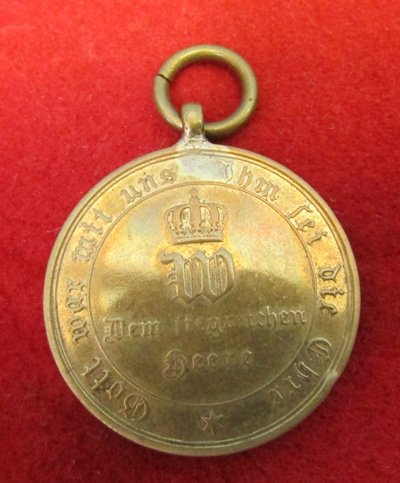 Gott war mit uns Ihm sei die Ehre
W
Dem siegreichen
Heere